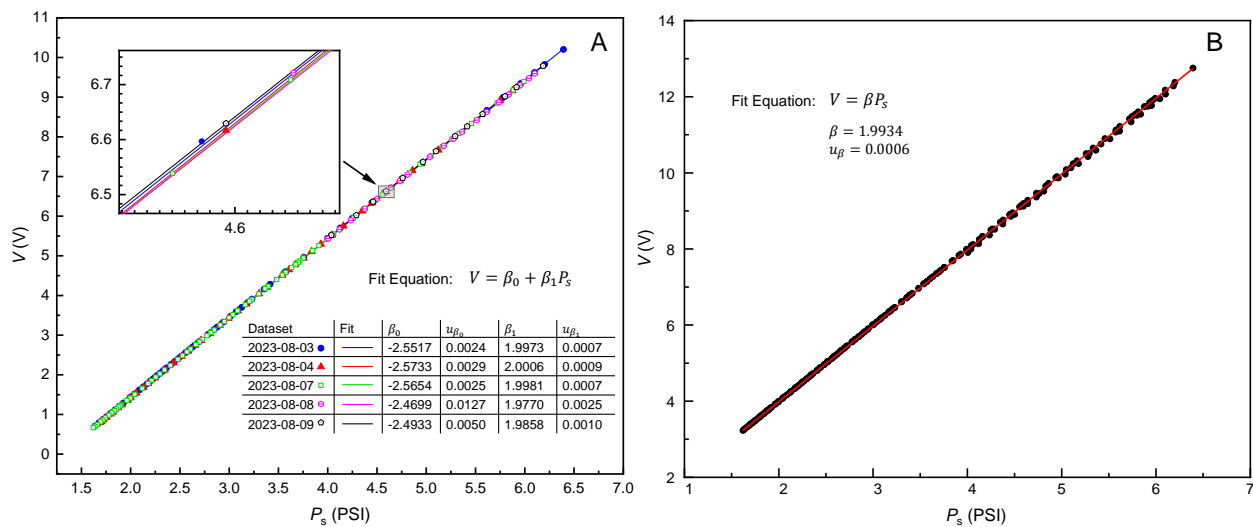 A
11
10
9
8
7
6
5
4
3
2
1
0
V (V)
6.7
6.6
6.5
4.6
Fit Equation: V = β₀ + β₁Pₛ
Dataset Fit β₀ u_β₀ β₁ u_β₁
2023-08-03 -2.5517 0.0024 1.9973 0.0007
2023-08-04 -2.5733 0.0029 2.0006 0.0009
2023-08-07 -2.5654 0.0025 1.9981 0.0007
2023-08-08 -2.4699 0.0127 1.9770 0.0025
2023-08-09 -2.4933 0.0050 1.9858 0.0010
1.5 2.0 2.5 3.0 3.5 4.0 4.5 5.0 5.5 6.0 6.5 7.0
Pₛ (PSI)
B
14
12
10
8
6
4
2
V (V)
Fit Equation: V = βPₛ
β = 1.9934
u_β = 0.0006
1 2 3 4 5 6 7
Pₛ (PSI)